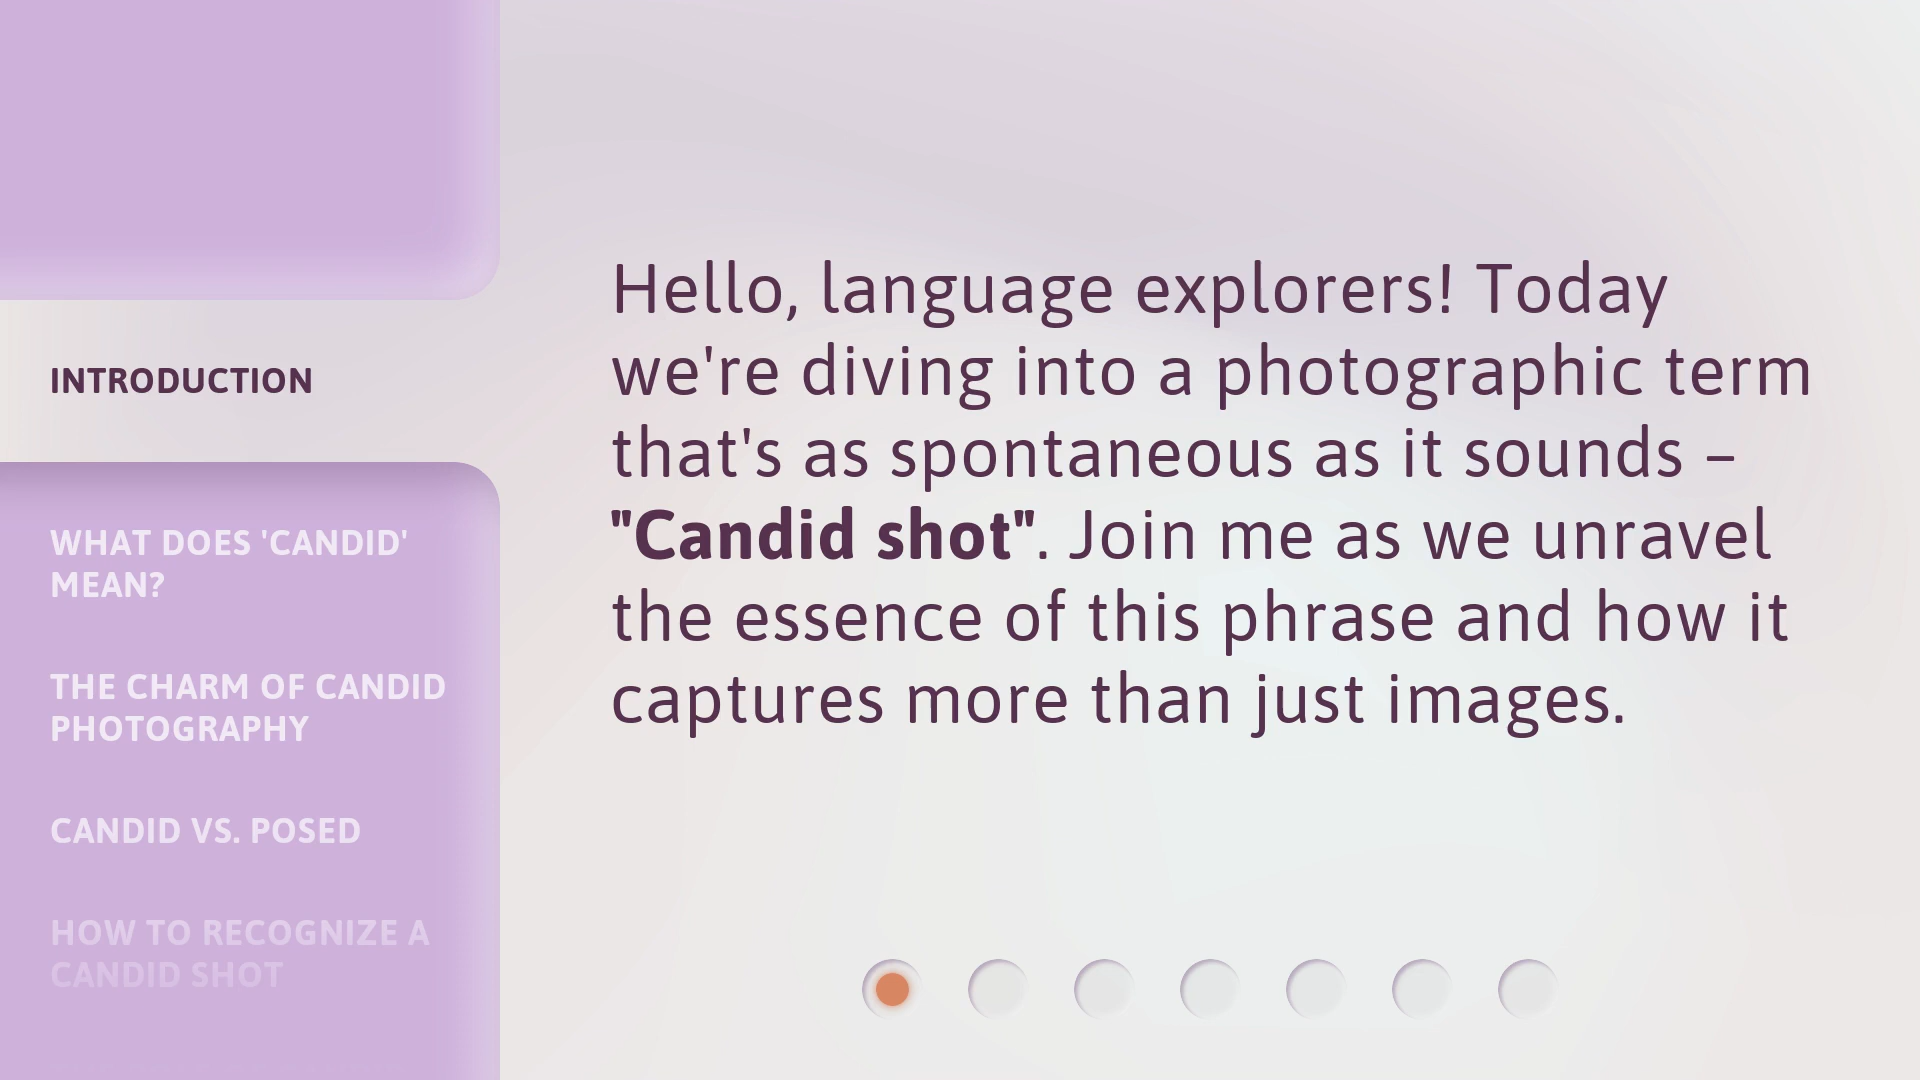 INTRODUCTION
WHAT DOES 'CANDID'
MEAN?
THE CHARM OF CANDID
PHOTOGRAPHY
CANDID VS. POSED
HOW TO RECOGNIZE A
CANDID SHOT
Hello, language explorers! Today
we're diving into a photographic term
that's as spontaneous as it sounds –
"Candid shot". Join me as we unravel
the essence of this phrase and how it
captures more than just images.